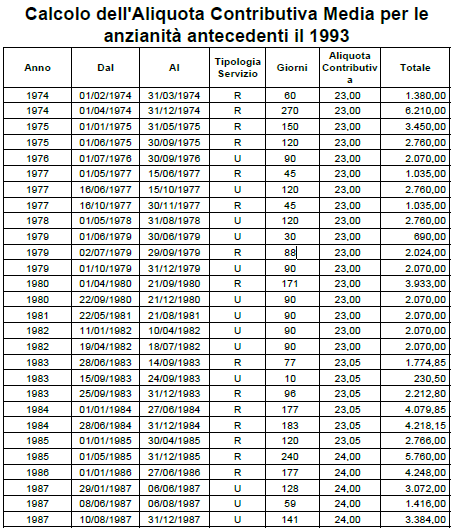 Calcolo dell'Aliquota Contributiva Media per le
anzianità antecedenti il 1993
Anno Dal Al Tipologia Servizio Giorni Aliquota Contributiva Totale
1974 01/02/1974 31/03/1974 R 60 23,00 1.380,00
1974 01/04/1974 31/12/1974 R 270 23,00 6.210,00
1975 01/01/1975 31/05/1975 R 150 23,00 3.450,00
1975 01/06/1975 30/09/1975 R 120 23,00 2.760,00
1976 01/07/1976 30/09/1976 U 90 23,00 2.070,00
1977 01/05/1977 15/06/1977 R 45 23,00 1.035,00
1977 16/06/1977 15/10/1977 U 120 23,00 2.760,00
1977 16/10/1977 30/11/1977 R 45 23,00 1.035,00
1978 01/05/1978 31/08/1978 U 120 23,00 2.760,00
1979 01/06/1979 30/06/1979 U 30 23,00 690,00
1979 02/07/1979 29/09/1979 R 88 23,00 2.024,00
1979 01/10/1979 31/12/1979 U 90 23,00 2.070,00
1980 01/04/1980 21/09/1980 R 171 23,00 3.933,00
1980 22/09/1980 21/12/1980 U 90 23,00 2.070,00
1981 22/05/1981 21/08/1981 U 90 23,00 2.070,00
1982 11/01/1982 10/04/1982 U 90 23,00 2.070,00
1982 19/04/1982 18/07/1982 U 90 23,00 2.070,00
1983 28/06/1983 14/09/1983 R 77 23,05 1.774,85
1983 15/09/1983 24/09/1983 U 10 23,05 230,50
1983 25/09/1983 31/12/1983 R 96 23,05 2.212,80
1984 01/01/1984 27/06/1984 R 177 23,05 4.079,85
1984 28/06/1984 31/12/1984 R 183 23,05 4.218,15
1985 01/01/1985 30/04/1985 R 120 23,05 2.766,00
1985 01/05/1985 31/12/1985 R 240 24,00 5.760,00
1986 01/01/1986 27/06/1986 R 177 24,00 4.248,00
1987 29/01/1987 06/06/1987 U 128 24,00 3.072,00
1987 08/06/1987 06/08/1987 U 59 24,00 1.416,00
1987 10/08/1987 31/12/1987 U 141 24,00 3.384,00